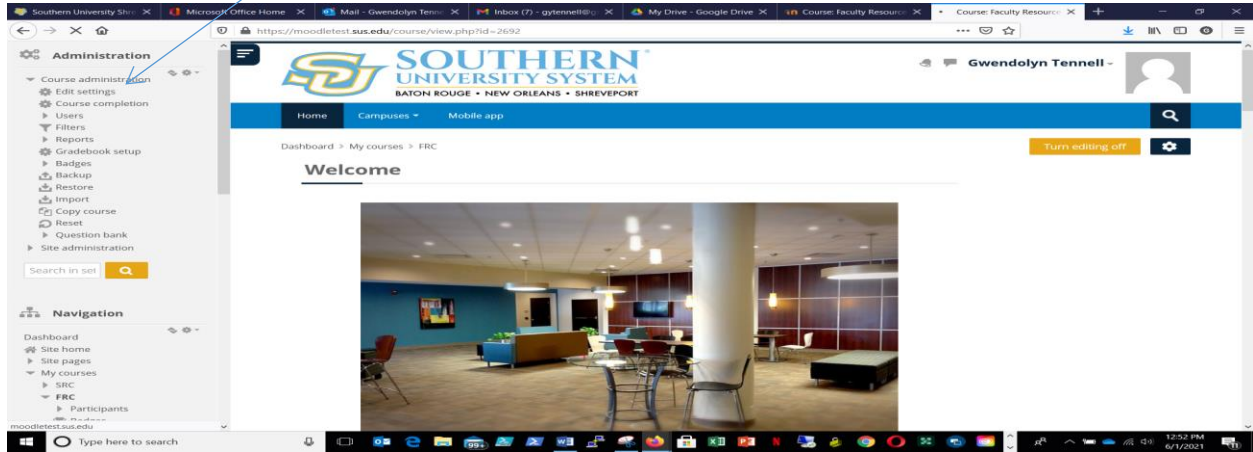 Southern University Shre
Microsoft Office Home
Mail - Gwendolyn Tenne
Inbox (7) - gytennell@g
My Drive - Google Drive
Course: Faculty Resource
Course: Faculty Resource
https://moodletest.sus.edu/course/view.php?id=2692
Administration
Course administration
Edit settings
Course completion
Users
Filters
Reports
Gradebook setup
Badges
Backup
Restore
Import
Copy course
Reset
Question bank
Site administration
Search in set
Navigation
Dashboard
Site home
Site pages
My courses
SRC
FRC
Participants
moodletest.sus.edu
SU
SOUTHERN
UNIVERSITY SYSTEM
BATON ROUGE • NEW ORLEANS • SHREVEPORT
Gwendolyn Tennell
Home Campuses Mobile app
Dashboard > My courses > FRC
Turn editing off
Welcome
Type here to search
99+
12:52 PM
6/1/2021